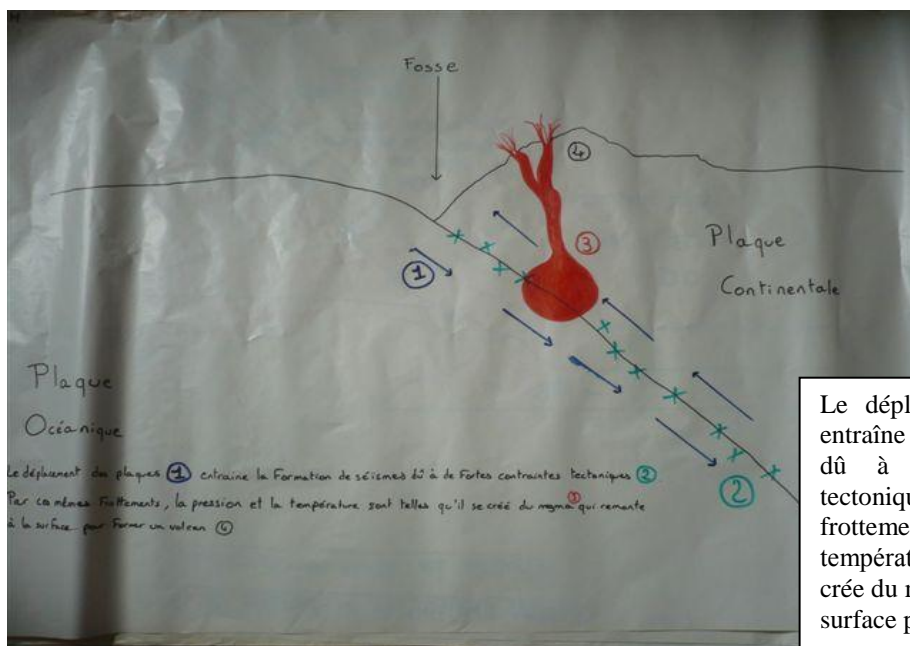 Fosse
4
3
Plaque
Continentale
1
Plaque
Océanique
2
Le déplacement des plaques 1 entraine la Formation de séismes dû à de Fortes contraintes tectoniques 2
Par ces mêmes Frottements, la pression et la température sont telles qu'il se créé du magma 3 qui remonte
à la surface pour Former un volcan 4
Le dépl
entraîne
dû à
tectoniqu
frotteme
températ
crée du
surface p